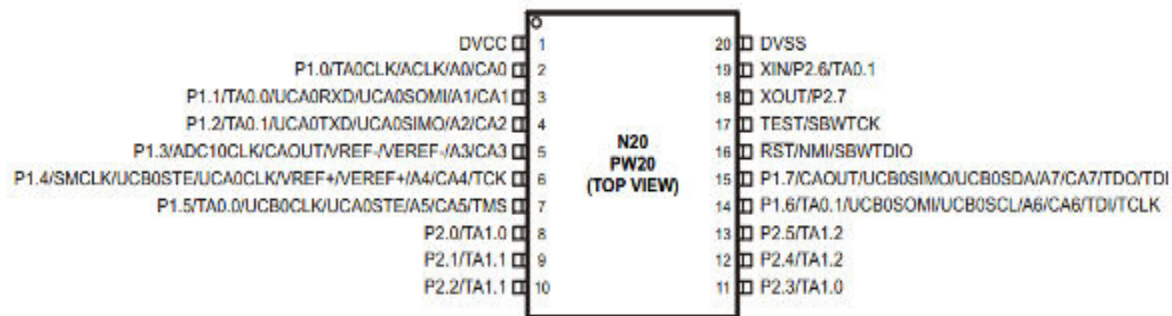 DVCC 1 20 DVSS
P1.0/TA0CLK/ACLK/A0/CA0 2 19 XIN/P2.6/TA0.1
P1.1/TA0.0/UCA0RXD/UCA0SOMI/A1/CA1 3 18 XOUT/P2.7
P1.2/TA0.1/UCA0TXD/UCA0SIMO/A2/CA2 4 17 TEST/SBWTCK
P1.3/ADC10CLK/CAOUT/VREF-/VEREF-/A3/CA3 5 16 RST/NMI/SBWTDIO
P1.4/SMCLK/UCB0STE/UCA0CLK/VREF+/VEREF+/A4/CA4/TCK 6 15 P1.7/CAOUT/UCB0SIMO/UCB0SDA/A7/CA7/TDO/TDI
P1.5/TA0.0/UCB0CLK/UCA0STE/A5/CA5/TMS 7 14 P1.6/TA0.1/UCB0SOMI/UCB0SCL/A6/CA6/TDI/TCLK
P2.0/TA1.0 8 13 P2.5/TA1.2
P2.1/TA1.1 9 12 P2.4/TA1.2
P2.2/TA1.1 10 11 P2.3/TA1.0
N20
PW20
(TOP VIEW)